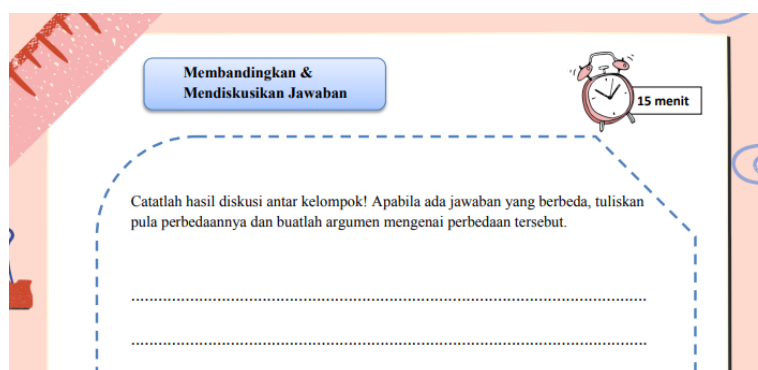 Membandingkan &
Mendiskusikan Jawaban
15 menit
Catatlah hasil diskusi antar kelompok! Apabila ada jawaban yang berbeda, tuliskan
pula perbedaannya dan buatlah argumen mengenai perbedaan tersebut.
................................................................................................................
................................................................................................................